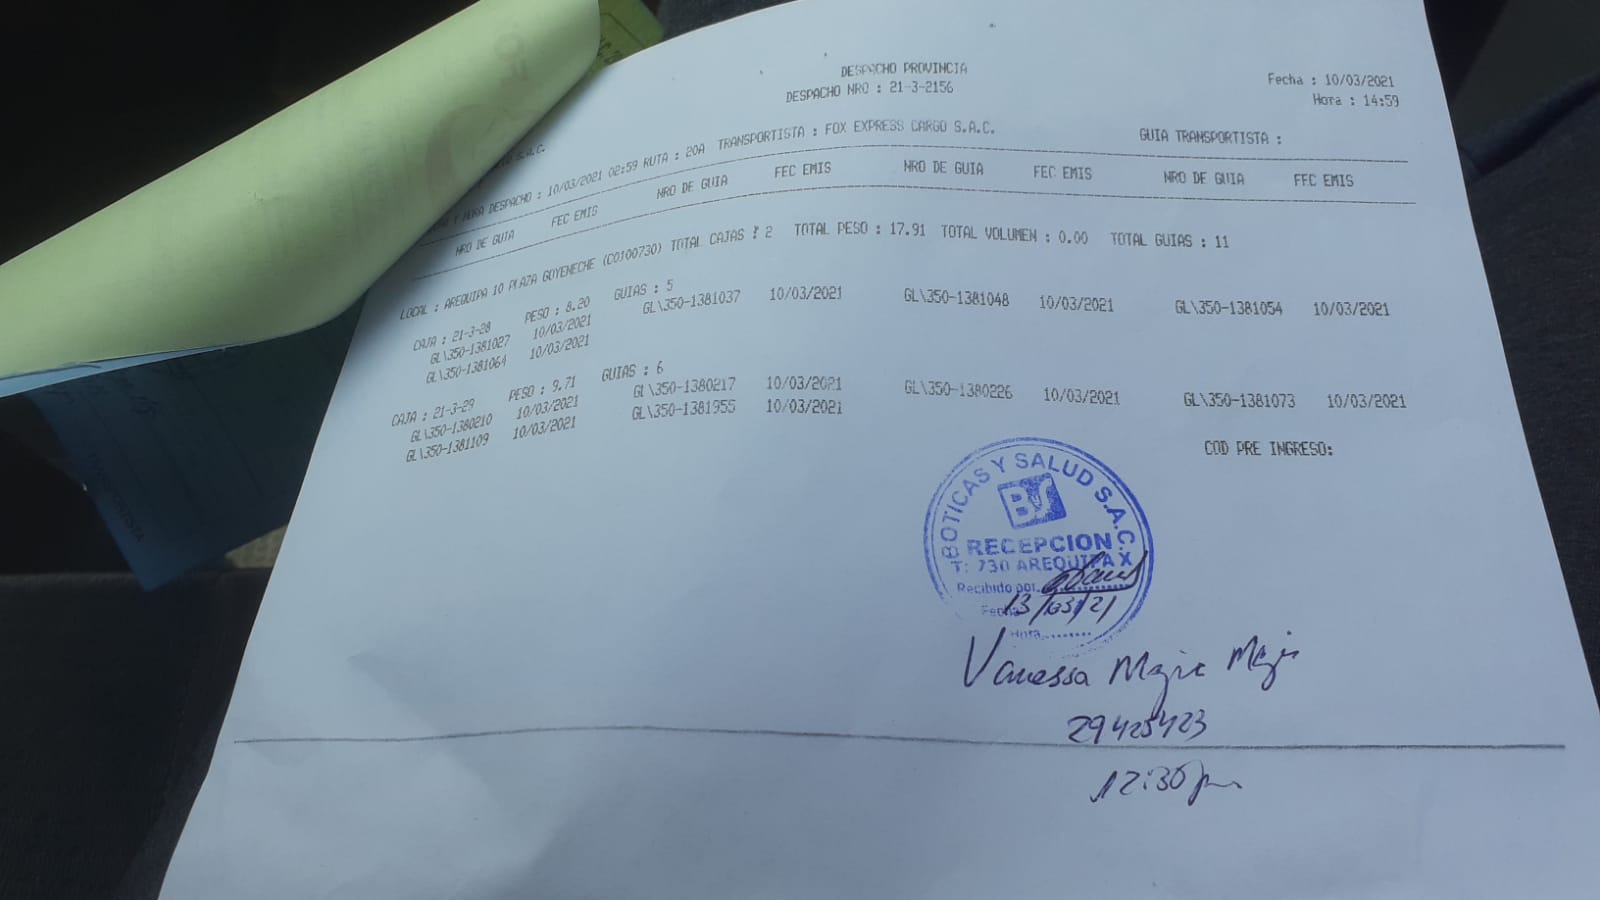 DESPACHO PROVINCIA
DESPACHO NRO : 21-3-2156
Fecha : 10/03/2021
Hora : 14:59
S.A.C.
HORA DESPACHO : 10/03/2021 02:59 RUTA : 20A TRANSPORTISTA : FOX EXPRESS CARGO S.A.C. GUIA TRANSPORTISTA :
NRO DE GUIA FEC EMIS NRO DE GUIA FEC EMIS NRO DE GUIA FEC EMIS NRO DE GUIA FEC EMIS
LOCAL : AREQUIPA 10 PLAZA GOYENECHE (C0100730) TOTAL CAJAS : 2 TOTAL PESO : 17.91 TOTAL VOLUMEN : 0.00 TOTAL GUIAS : 11
CAJA : 21-3-28 PESO : 8.20 GUIAS : 5
GL\350-1381027 10/03/2021 GL\350-1381037 10/03/2021 GL\350-1381048 10/03/2021 GL\350-1381054 10/03/2021
GL\350-1381064 10/03/2021
CAJA : 21-3-29 PESO : 9.71 GUIAS : 6
GL\350-1380210 10/03/2021 GL\350-1380217 10/03/2021 GL\350-1380226 10/03/2021 GL\350-1381073 10/03/2021
GL\350-1381109 10/03/2021 GL\350-1381955 10/03/2021
COD PRE INGRESO:
BOTICAS Y SALUD S.A.C.
BS
RECEPCION
T: 730 AREQUIPA X
Recibido por
Fecha 13/03/21
Hora
Vanessa
29425423
12:30pm
TRANSPORTISTA